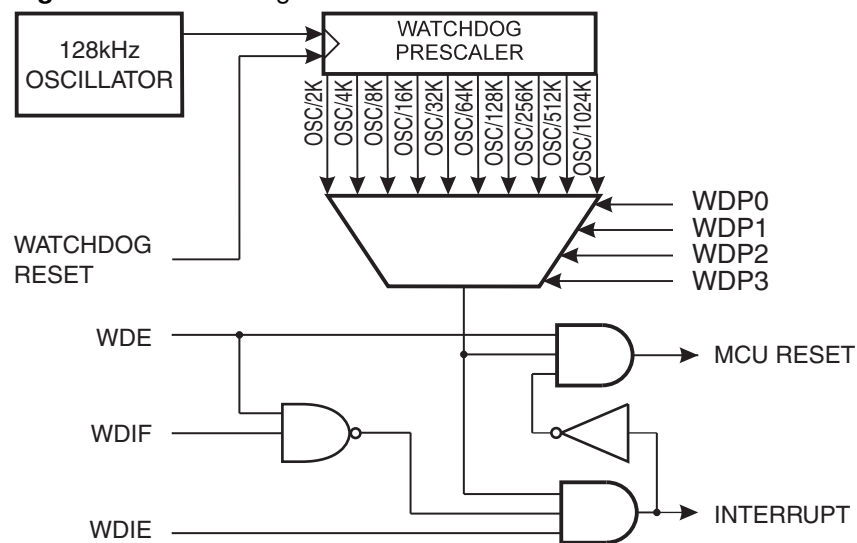 128kHz
OSCILLATOR
WATCHDOG
PRESCALER
OSC/2K
OSC/4K
OSC/8K
OSC/16K
OSC/32K
OSC/64K
OSC/128K
OSC/256K
OSC/512K
OSC/1024K
WDP0
WDP1
WDP2
WDP3
WATCHDOG
RESET
WDE
MCU RESET
WDIF
WDIE
INTERRUPT